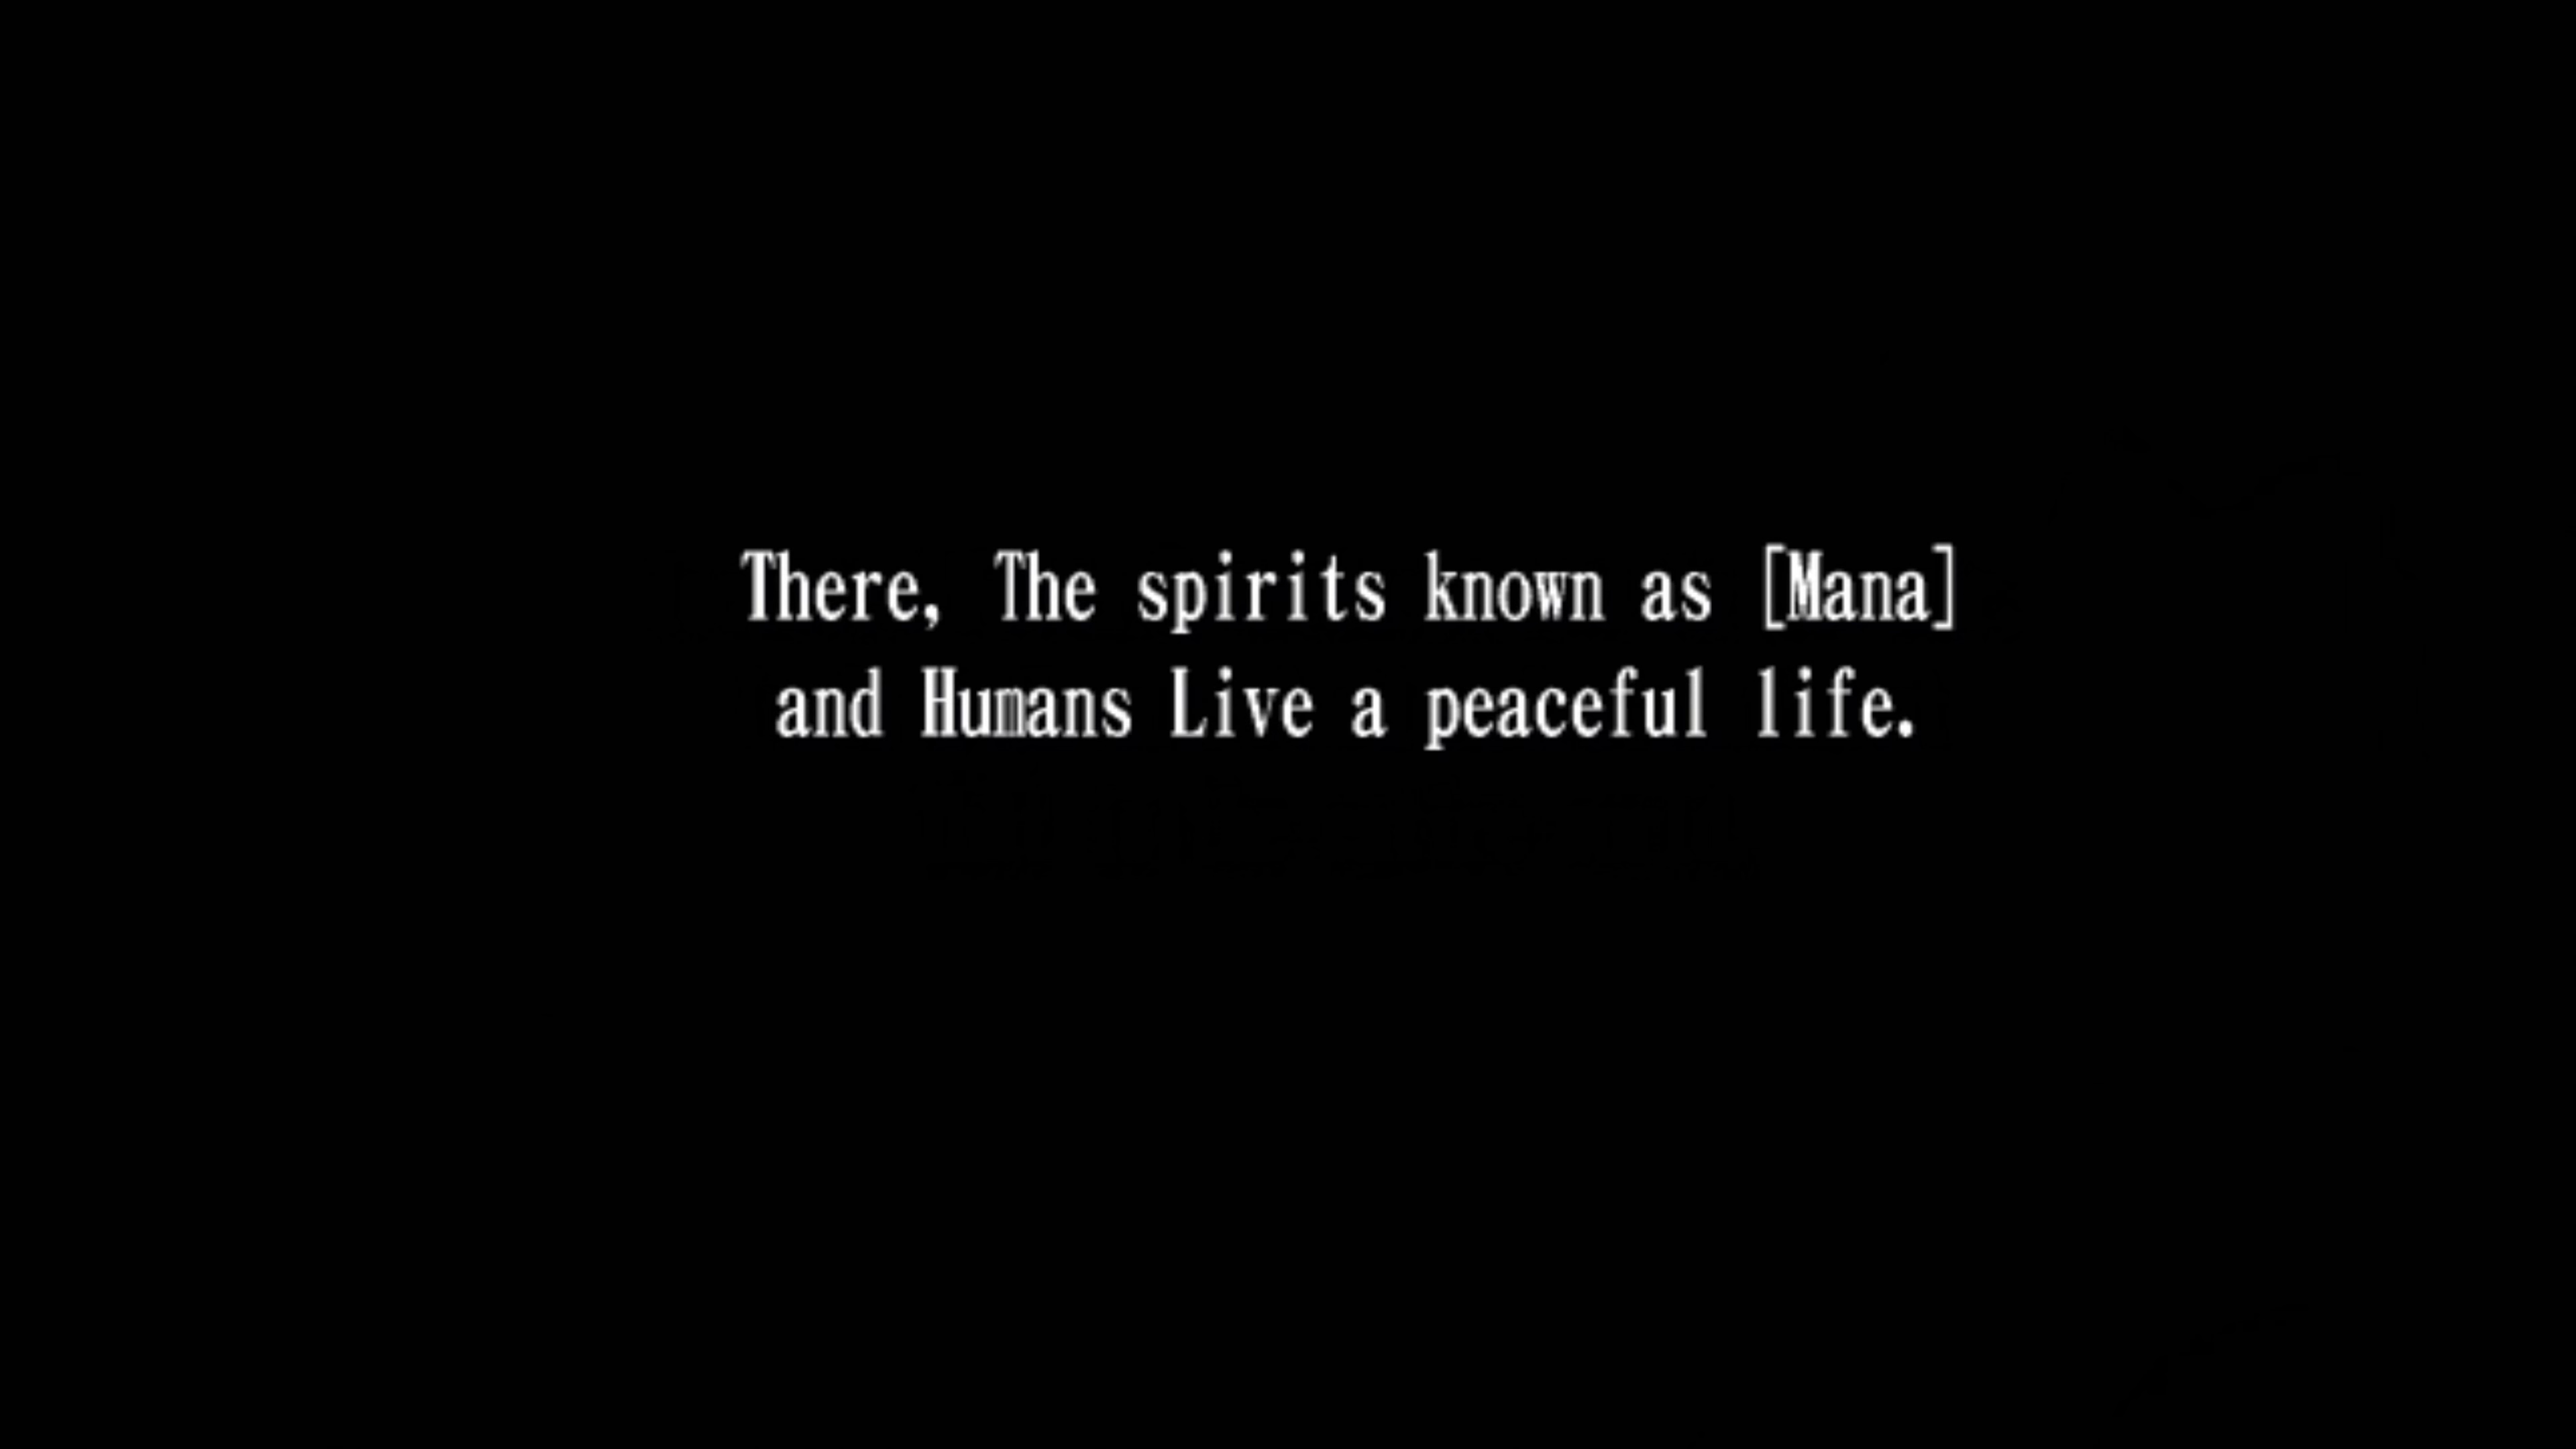 There, The spirits known as [Mana]
and Humans Live a peaceful life.